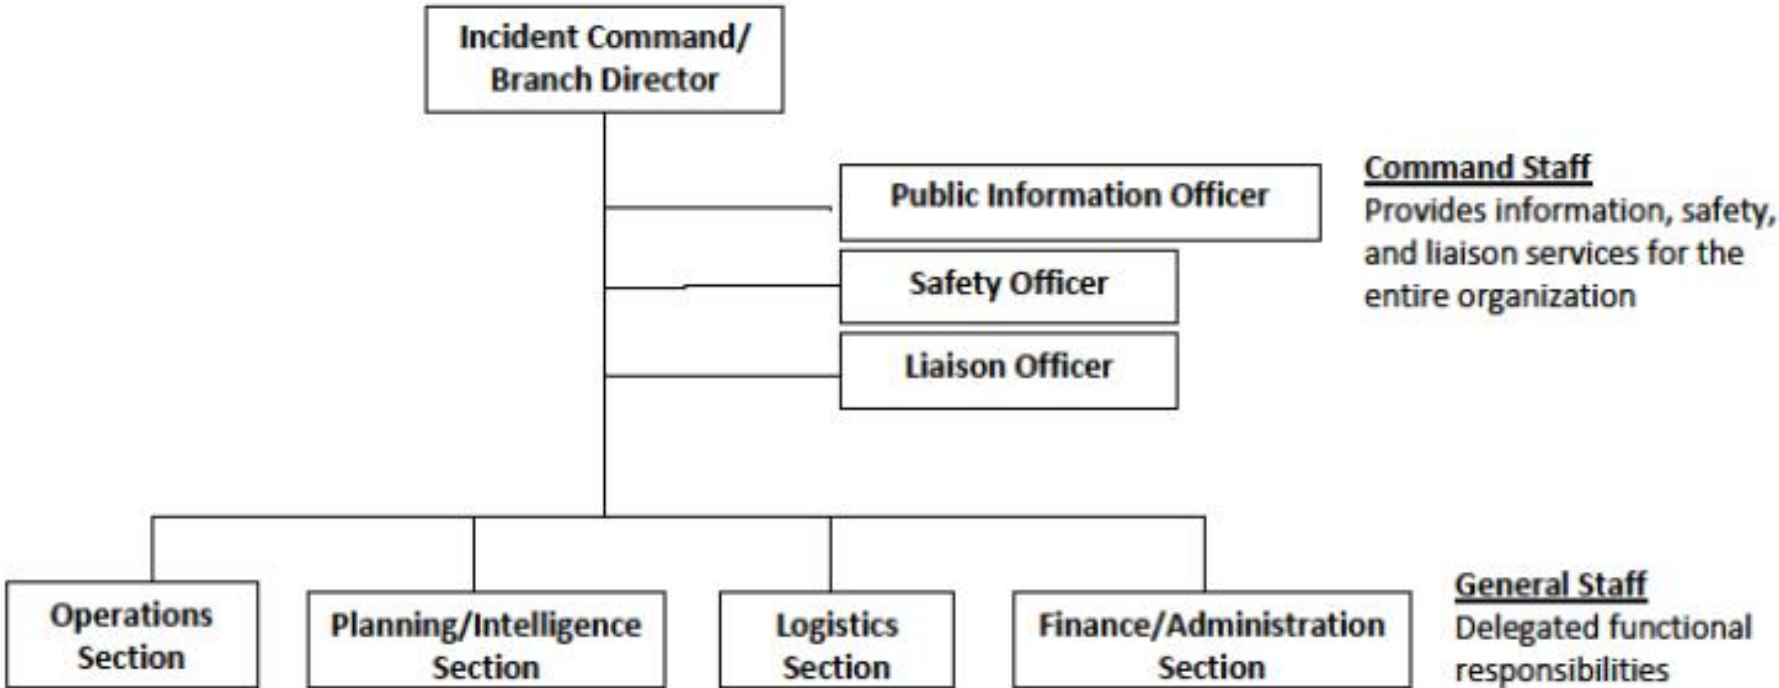 Incident Command/
Branch Director
Public Information Officer
Command Staff
Provides information, safety,
and liaison services for the
entire organization
Safety Officer
Liaison Officer
Operations
Section
Planning/Intelligence
Section
Logistics
Section
Finance/Administration
Section
General Staff
Delegated functional
responsibilities